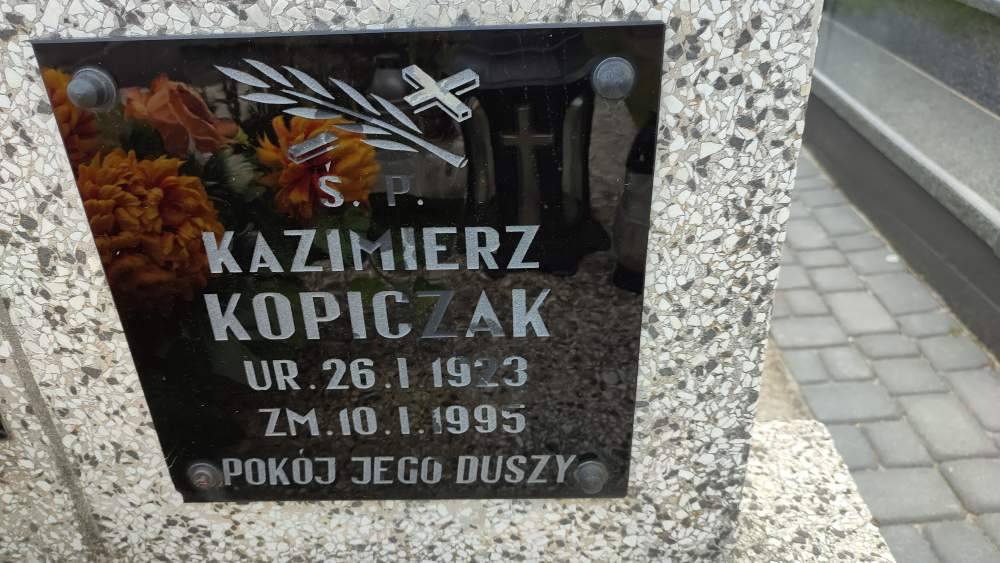 Ś. P.
KAZIMIERZ
KOPICZAK
UR. 26. I 1923
ZM. 10. I. 1995
POKÓJ JEGO DUSZY